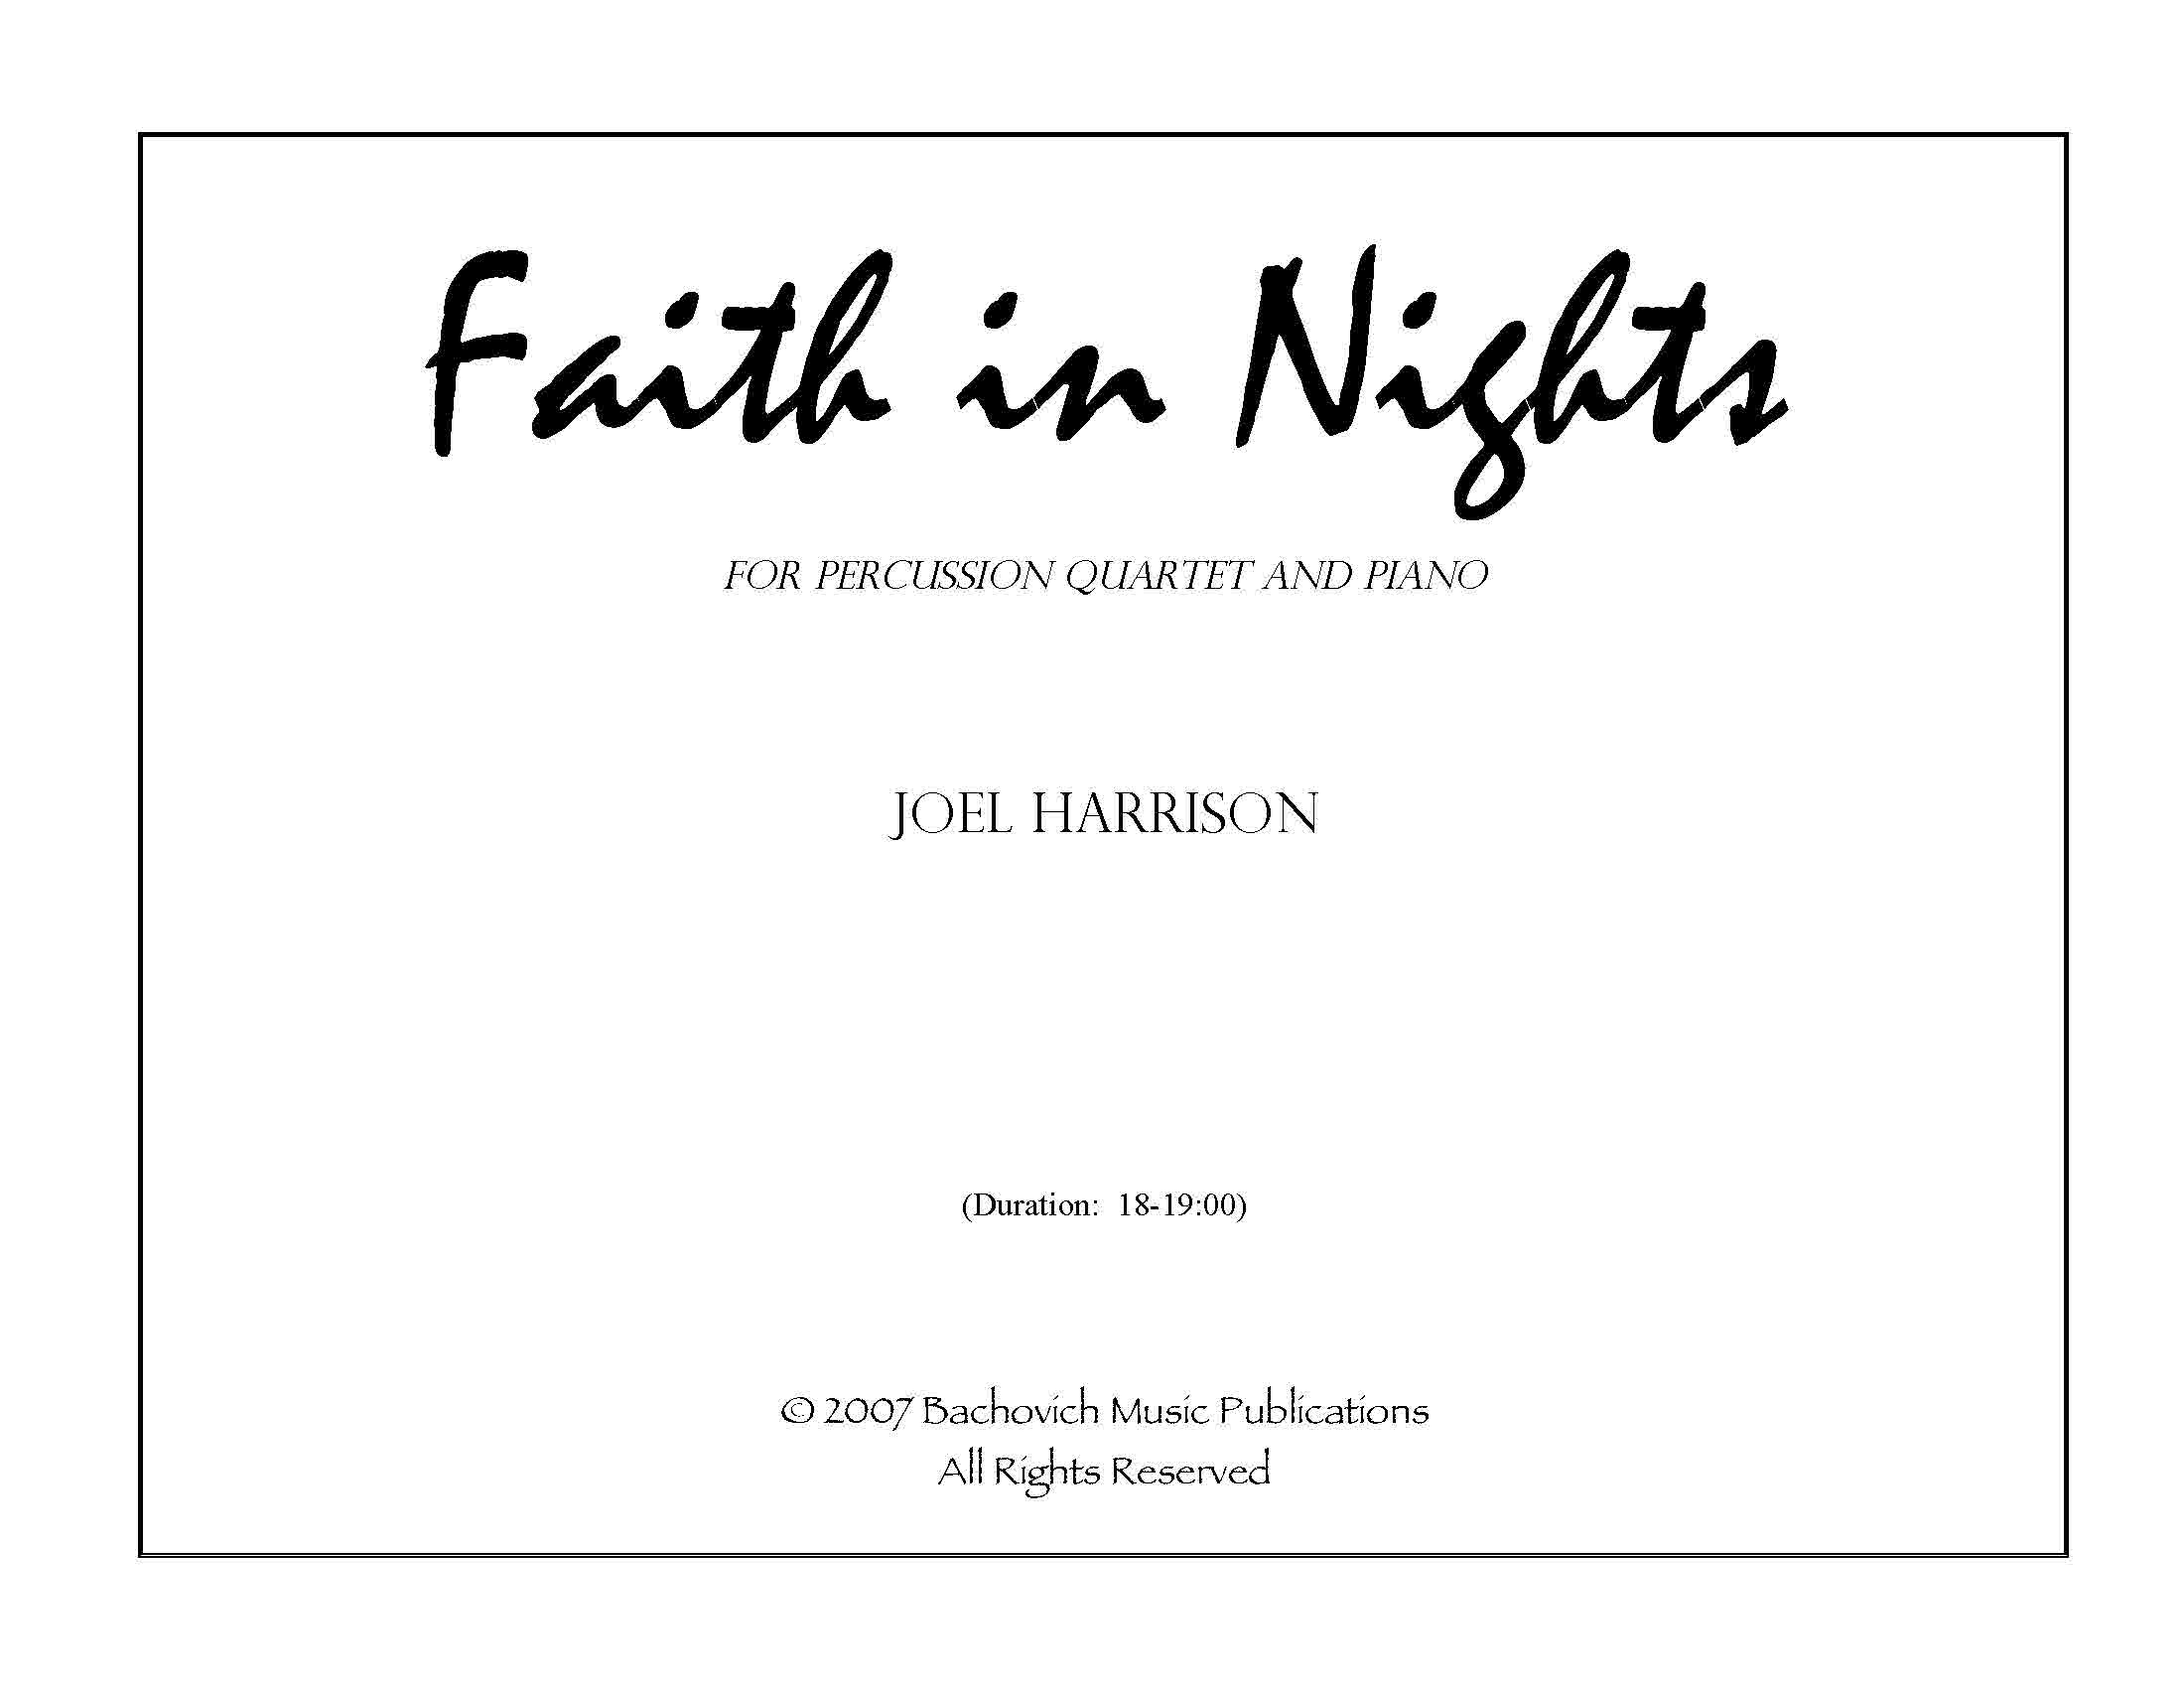 Faith in Nights
FOR PERCUSSION QUARTET AND PIANO
JOEL HARRISON
(Duration:  18-19:00)
© 2007 Bachovich Music Publications
All Rights Reserved